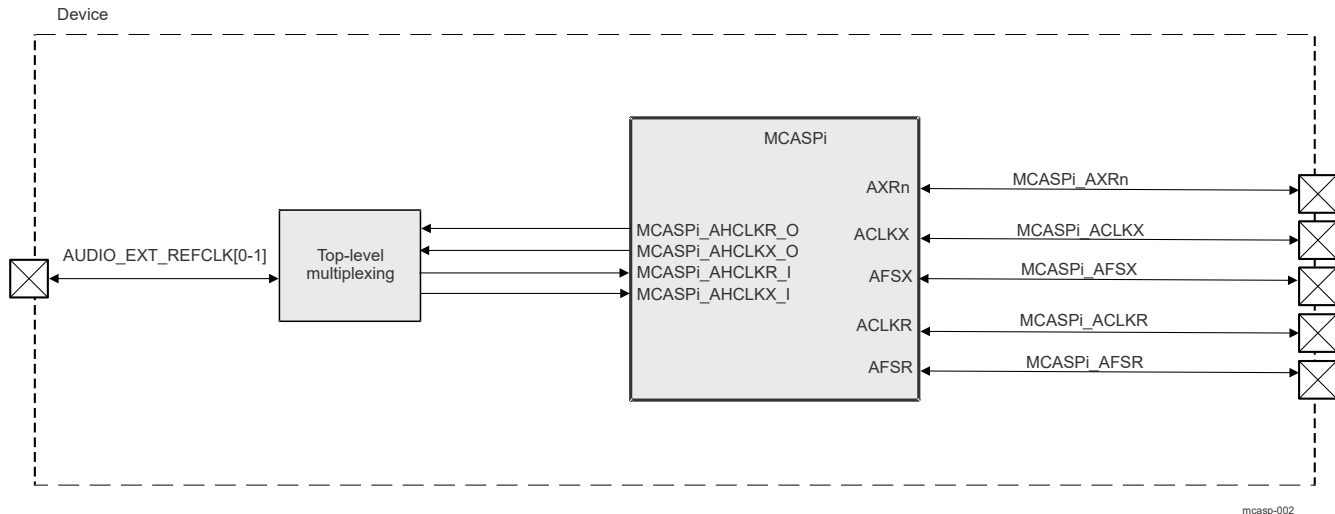 Device
MCASPi
AXRn
MCASPi_AXRn
MCASPi_AHCLKR_O
ACLKX
MCASPi_ACLKX
AUDIO_EXT_REFCLK[0-1]
Top-level
multiplexing
MCASPi_AHCLKX_O
MCASPi_AHCLKR_I
AFSX
MCASPi_AFSX
MCASPi_AHCLKX_I
ACLKR
MCASPi_ACLKR
AFSR
MCASPi_AFSR
mcasp-002